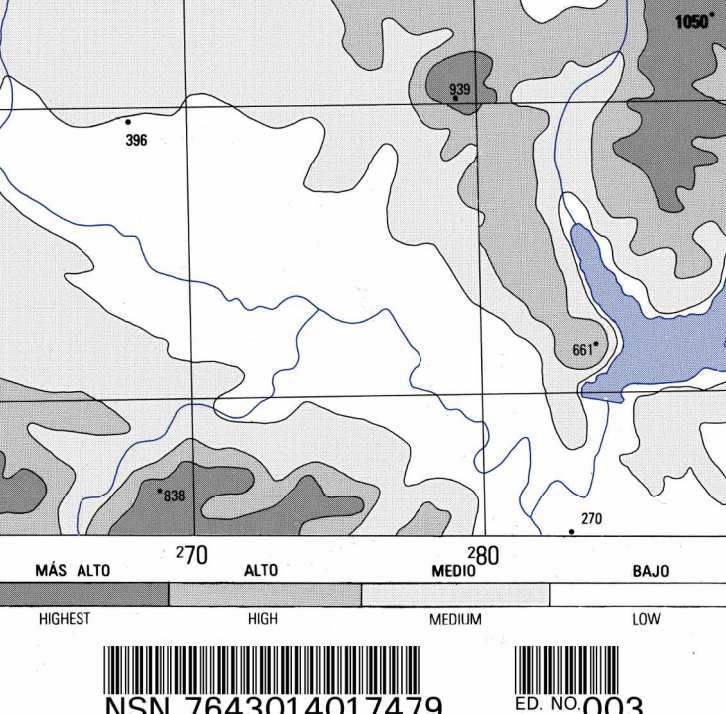 1050
939
396
661
838
270
²70 ²80
MÁS ALTO ALTO MEDIO BAJO
HIGHEST HIGH MEDIUM LOW
NSN 7643014017479 ED. NO. 003